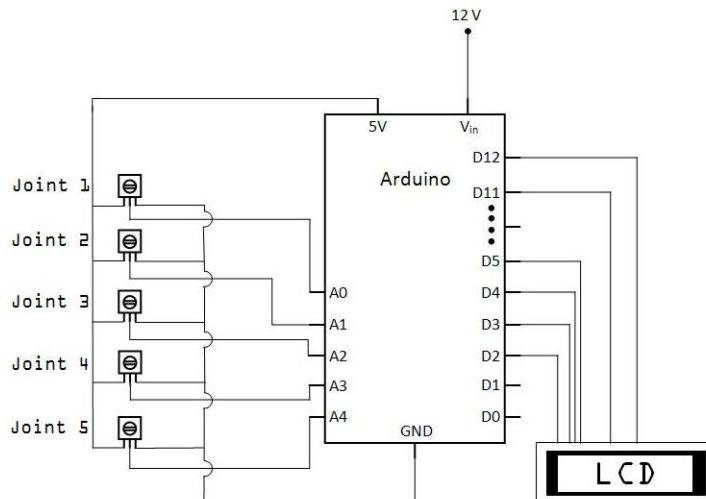 12 V
5V
Vin
D12
Arduino
Joint 1
D11
Joint 2
D5
Joint 3
A0
D4
A1
D3
Joint 4
A2
D2
A3
D1
Joint 5
A4
D0
GND
LCD